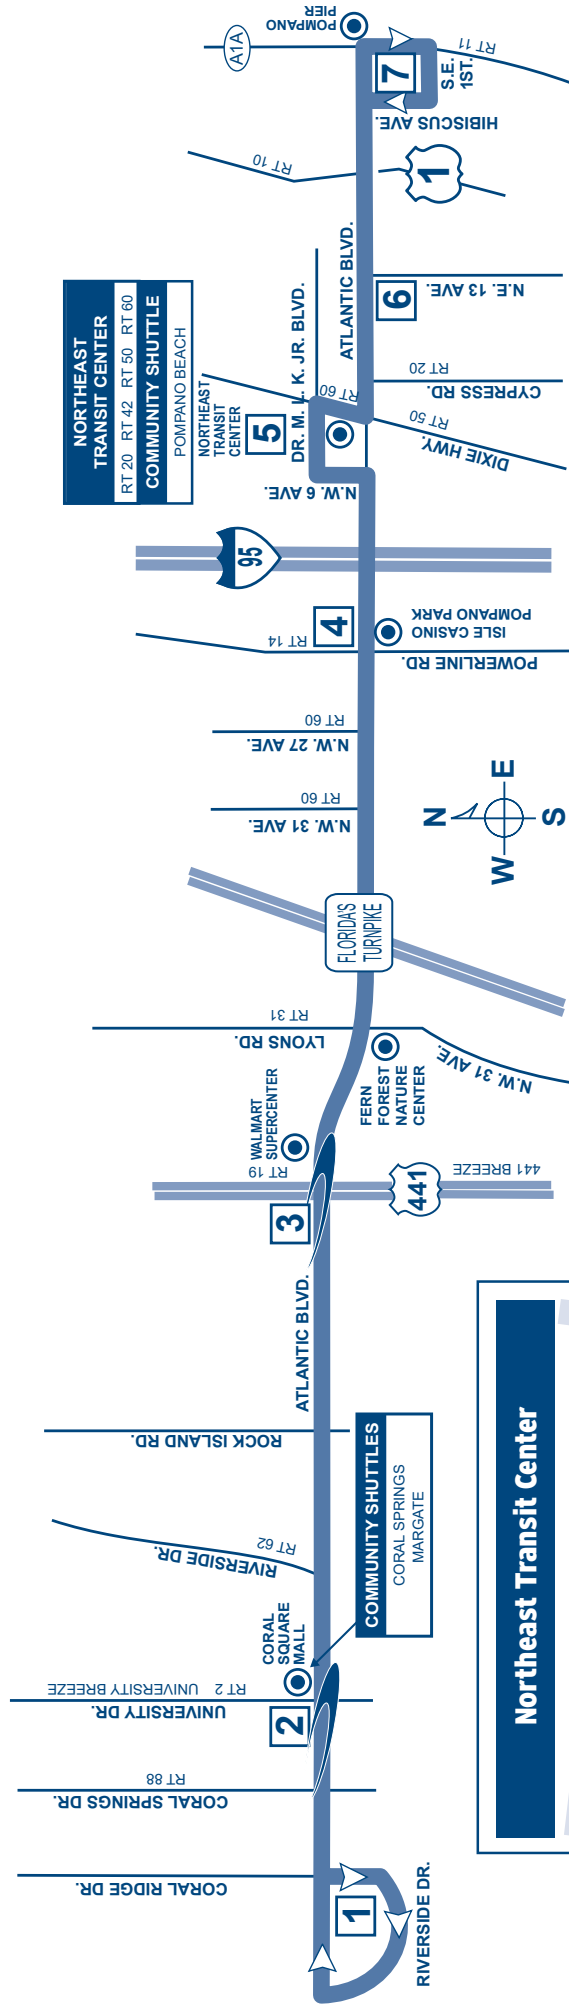 CORAL RIDGE DR.
1
RIVERSIDE DR.
CORAL SPRINGS DR.
RT 88
UNIVERSITY DR.
RT 2 UNIVERSITY BREEZE
2
CORAL
SQUARE
MALL
COMMUNITY SHUTTLES
CORAL SPRINGS
MARGATE
RIVERSIDE DR.
RT 62
ROCK ISLAND RD.
ATLANTIC BLVD.
3
RT 19
441 BREEZE
441
WALMART
SUPERCENTER
FERN
FOREST
NATURE
CENTER
LYONS RD.
RT 31
N.W. 31 AVE.
FLORIDA'S
TURNPIKE
N
W
E
S
N.W. 31 AVE.
RT 60
N.W. 27 AVE.
RT 60
POWERLINE RD.
RT 14
4
ISLE CASINO
POMPANO PARK
95
N.W. 6 AVE.
5
NORTHEAST
TRANSIT
CENTER
DR. M. L. K. JR. BLVD.
RT 60
NORTHEAST
TRANSIT CENTER
RT 20 RT 42 RT 50 RT 60
COMMUNITY SHUTTLE
POMPANO BEACH
DIXIE HWY.
RT 50
CYPRESS RD.
RT 20
ATLANTIC BLVD.
6
N.E. 13 AVE.
RT 10
1
HIBISCUS AVE.
7
S.E.
1ST.
RT 11
A1A
POMPANO
PIER
Northeast Transit Center